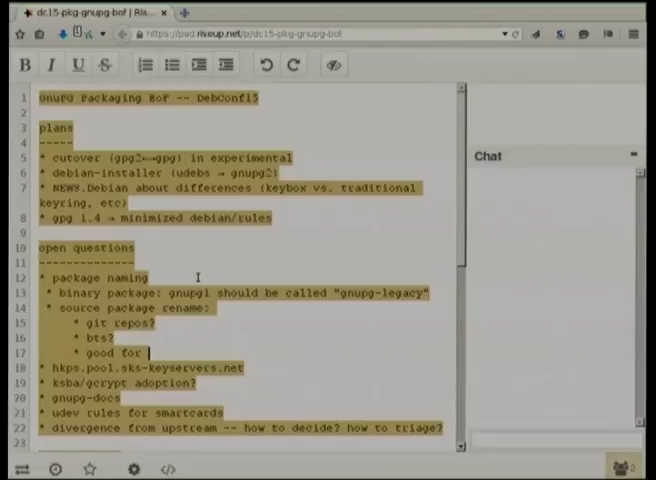 dc15-pkg-gnupg-bof | Ris...
https://pad.riseup.net/p/dc15-pkg-gnupg-bof
B I U S
1 GnuPG Packaging BoF -- DebConf15
2
3 plans
4 -----
5 * cutover (gpg2↔gpg) in experimental
6 * debian-installer (udebs → gnupg2)
7 * NEWS.Debian about differences (keybox vs. traditional
keyring, etc)
8 * gpg 1.4 → minimized debian/rules
9
10 open questions
11 --------------
12 * package naming
13 * binary package: gnupg1 should be called "gnupg-legacy"
14 * source package rename:
15 * git repos?
16 * bts?
17 * good for
18 * hkps.pool.sks-keyservers.net
19 * ksba/gcrypt adoption?
20 * gnupg-docs
21 * udev rules for smartcards
22 * divergence from upstream -- how to decide? how to triage?
23
Chat
2